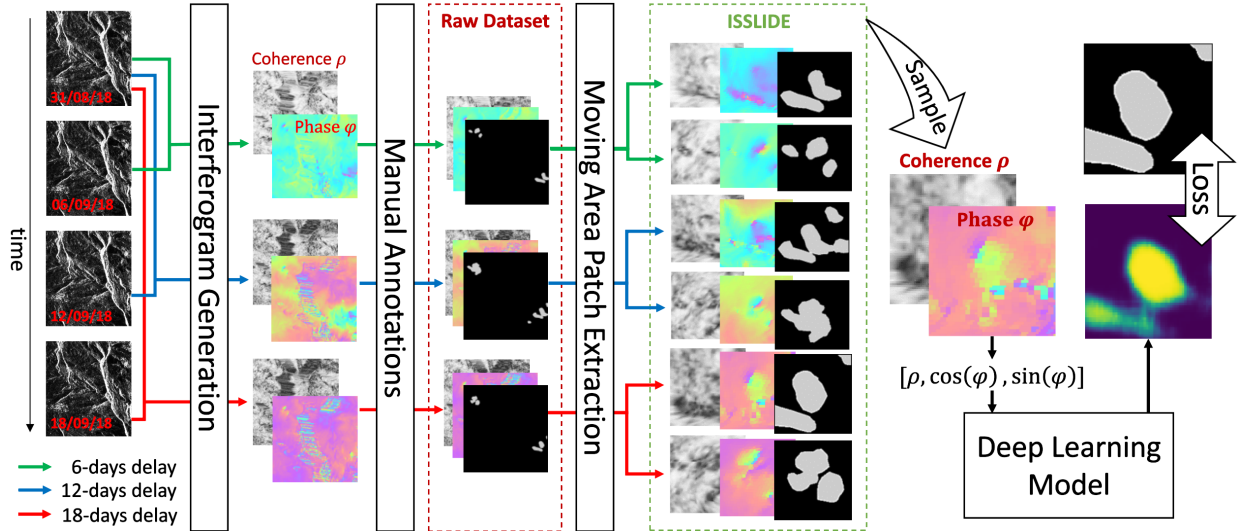 time
31/08/18
06/09/18
12/09/18
18/09/18
6-days delay
12-days delay
18-days delay
Interferogram Generation
Coherence ρ
Phase φ
Manual Annotations
Raw Dataset
Moving Area Patch Extraction
ISSLIDE
Sample
Coherence ρ
Phase φ
[ρ, cos(φ) , sin(φ)]
Deep Learning
Model
Loss